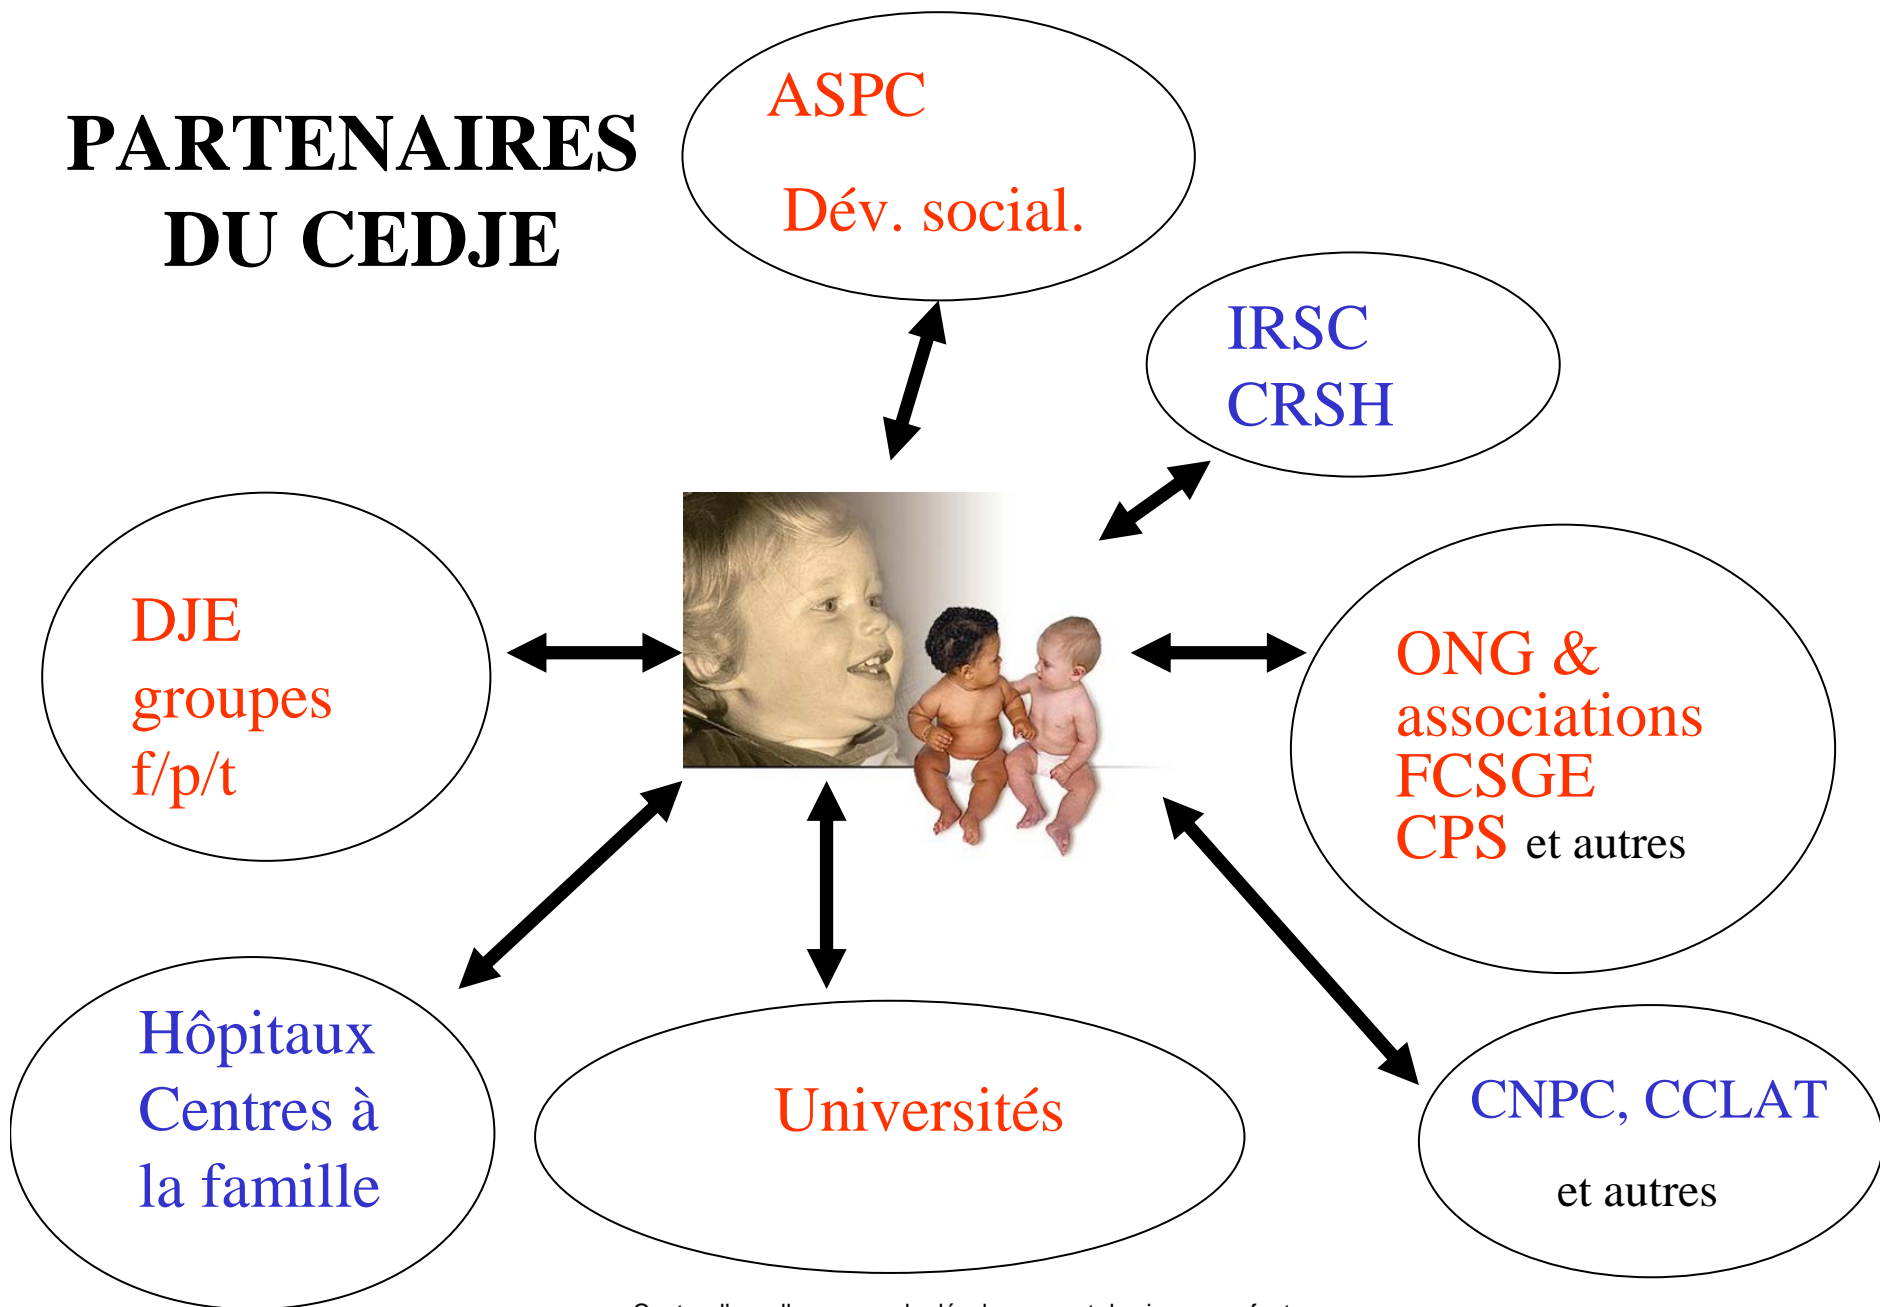 PARTENAIRES
DU CEDJE
ASPC
Dév. social.
IRSC
CRSH
DJE
groupes
f/p/t
ONG &
associations
FCSGE
CPS et autres
Hôpitaux
Centres à
la famille
Universités
CNPC, CCLAT
et autres